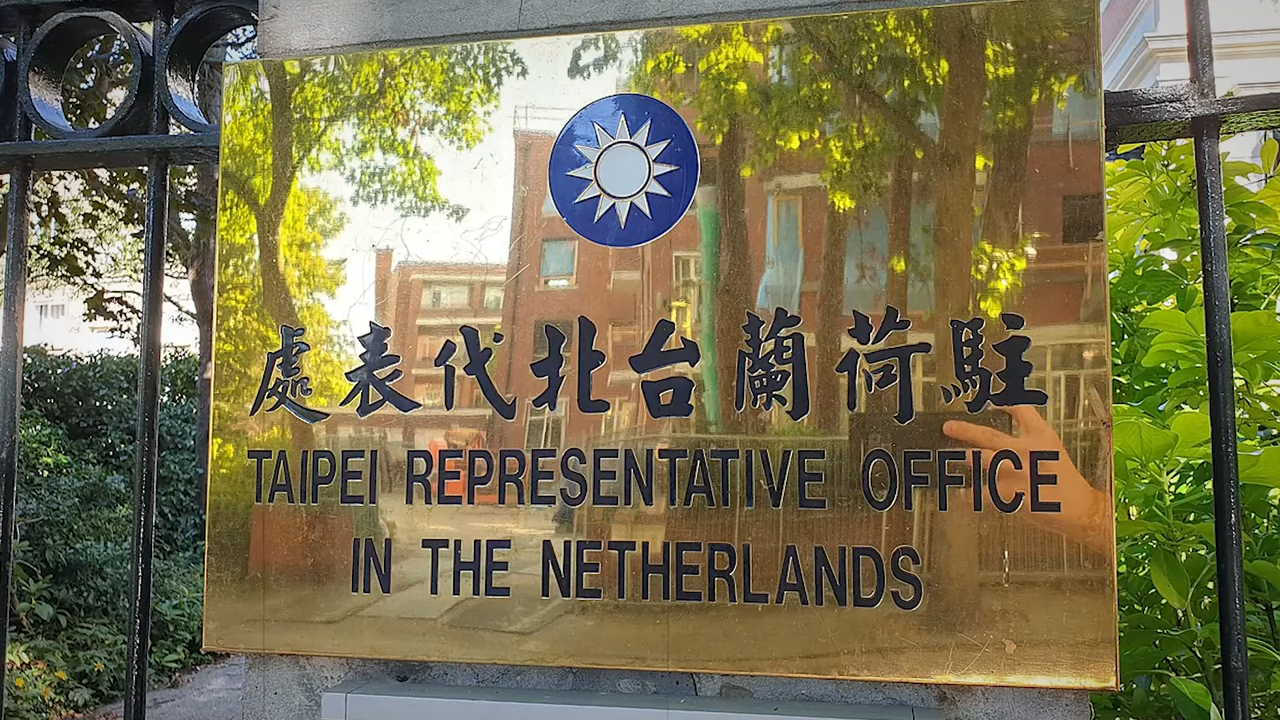 駐荷蘭台北代表處
TAIPEI REPRESENTATIVE OFFICE
IN THE NETHERLANDS